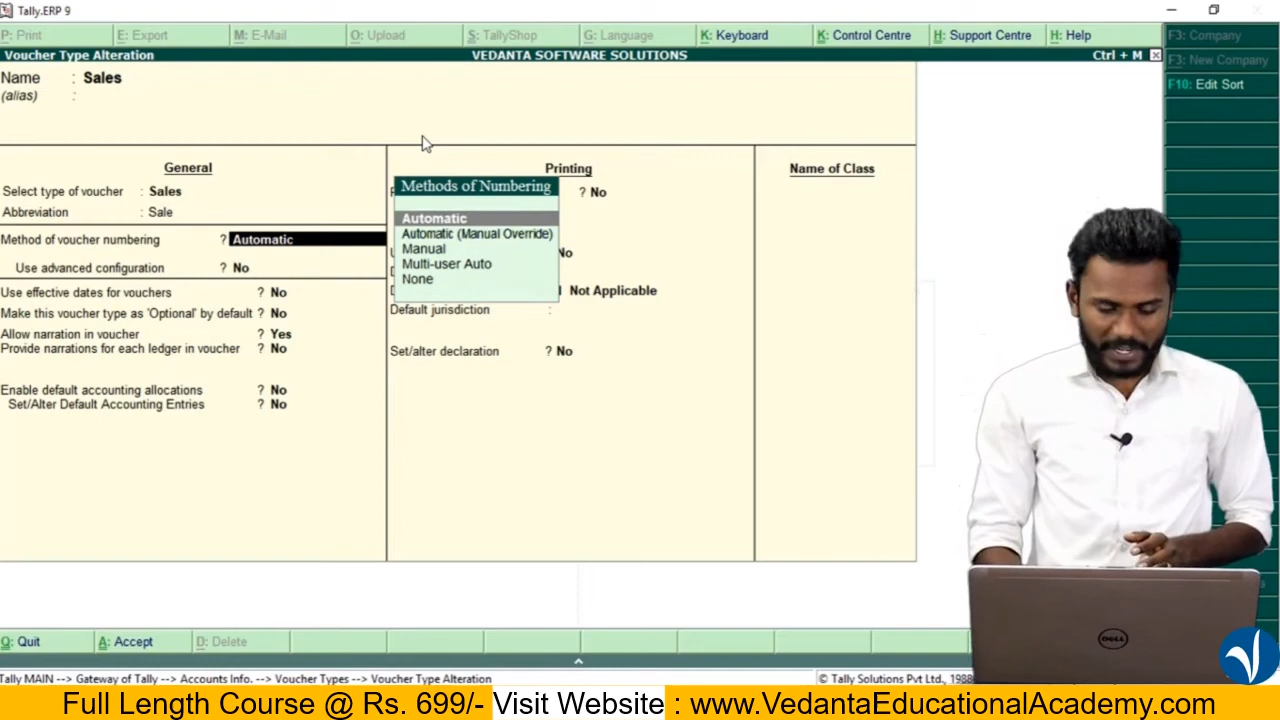 Tally.ERP 9
P: Print E: Export M: E-Mail O: Upload S: TallyShop G: Language K: Keyboard K: Control Centre H: Support Centre H: Help
F3: Company
Voucher Type Alteration VEDANTA SOFTWARE SOLUTIONS Ctrl + M
F3: New Company
Name : Sales
F10: Edit Sort
(alias) :
General
Printing
Name of Class
Select type of voucher : Sales
Abbreviation : Sale
Method of voucher numbering ? Automatic
Use advanced configuration ? No
Use effective dates for vouchers ? No
Make this voucher type as 'Optional' by default ? No
Allow narration in voucher ? Yes
Provide narrations for each ledger in voucher ? No
Enable default accounting allocations ? No
Set/Alter Default Accounting Entries ? No
? No
Methods of Numbering
Automatic
Automatic (Manual Override)
Manual
Multi-user Auto
None
No
Not Applicable
Default jurisdiction :
Set/alter declaration ? No
Q: Quit A: Accept D: Delete
Tally MAIN --> Gateway of Tally --> Accounts Info. --> Voucher Types --> Voucher Type Alteration
© Tally Solutions Pvt Ltd., 1988
DELL
Full Length Course @ Rs. 699/- Visit Website : www.VedantaEducationalAcademy.com